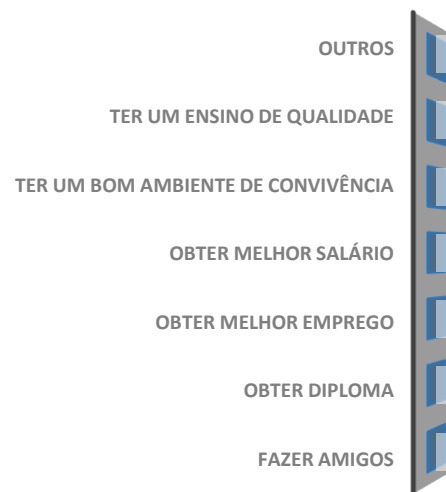 OUTROS
TER UM ENSINO DE QUALIDADE
TER UM BOM AMBIENTE DE CONVIVÊNCIA
OBTER MELHOR SALÁRIO
OBTER MELHOR EMPREGO
OBTER DIPLOMA
FAZER AMIGOS